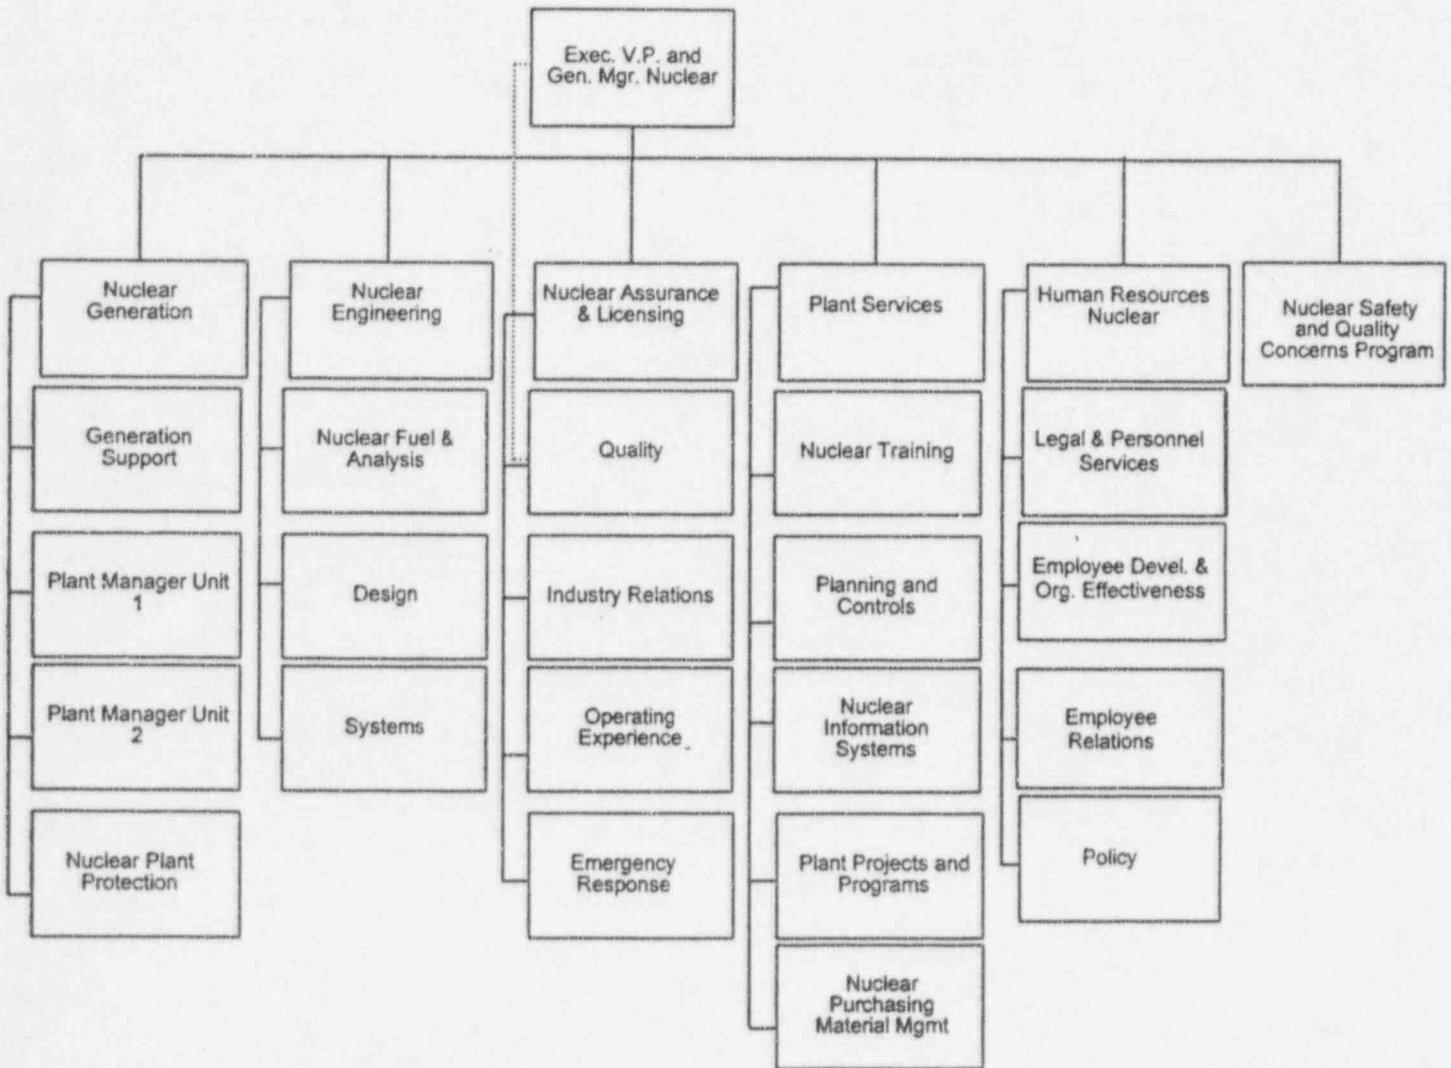 Exec. V.P. and
Gen. Mgr. Nuclear
Nuclear
Generation
Generation
Support
Plant Manager Unit
1
Plant Manager Unit
2
Nuclear Plant
Protection
Nuclear
Engineering
Nuclear Fuel &
Analysis
Design
Systems
Nuclear Assurance
& Licensing
Quality
Industry Relations
Operating
Experience
Emergency
Response
Plant Services
Nuclear Training
Planning and
Controls
Nuclear
Information
Systems
Plant Projects and
Programs
Nuclear
Purchasing
Material Mgmt
Human Resources
Nuclear
Legal & Personnel
Services
Employee Devel. &
Org. Effectiveness
Employee
Relations
Policy
Nuclear Safety
and Quality
Concerns Program